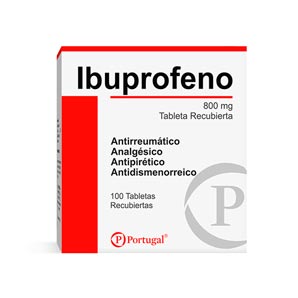 Ibuprofeno
800 mg
Tableta Recubierta
Antirreumático
Analgésico
Antipirético
Antidismenorreico
100 Tabletas
Recubiertas
P Portugal®
P